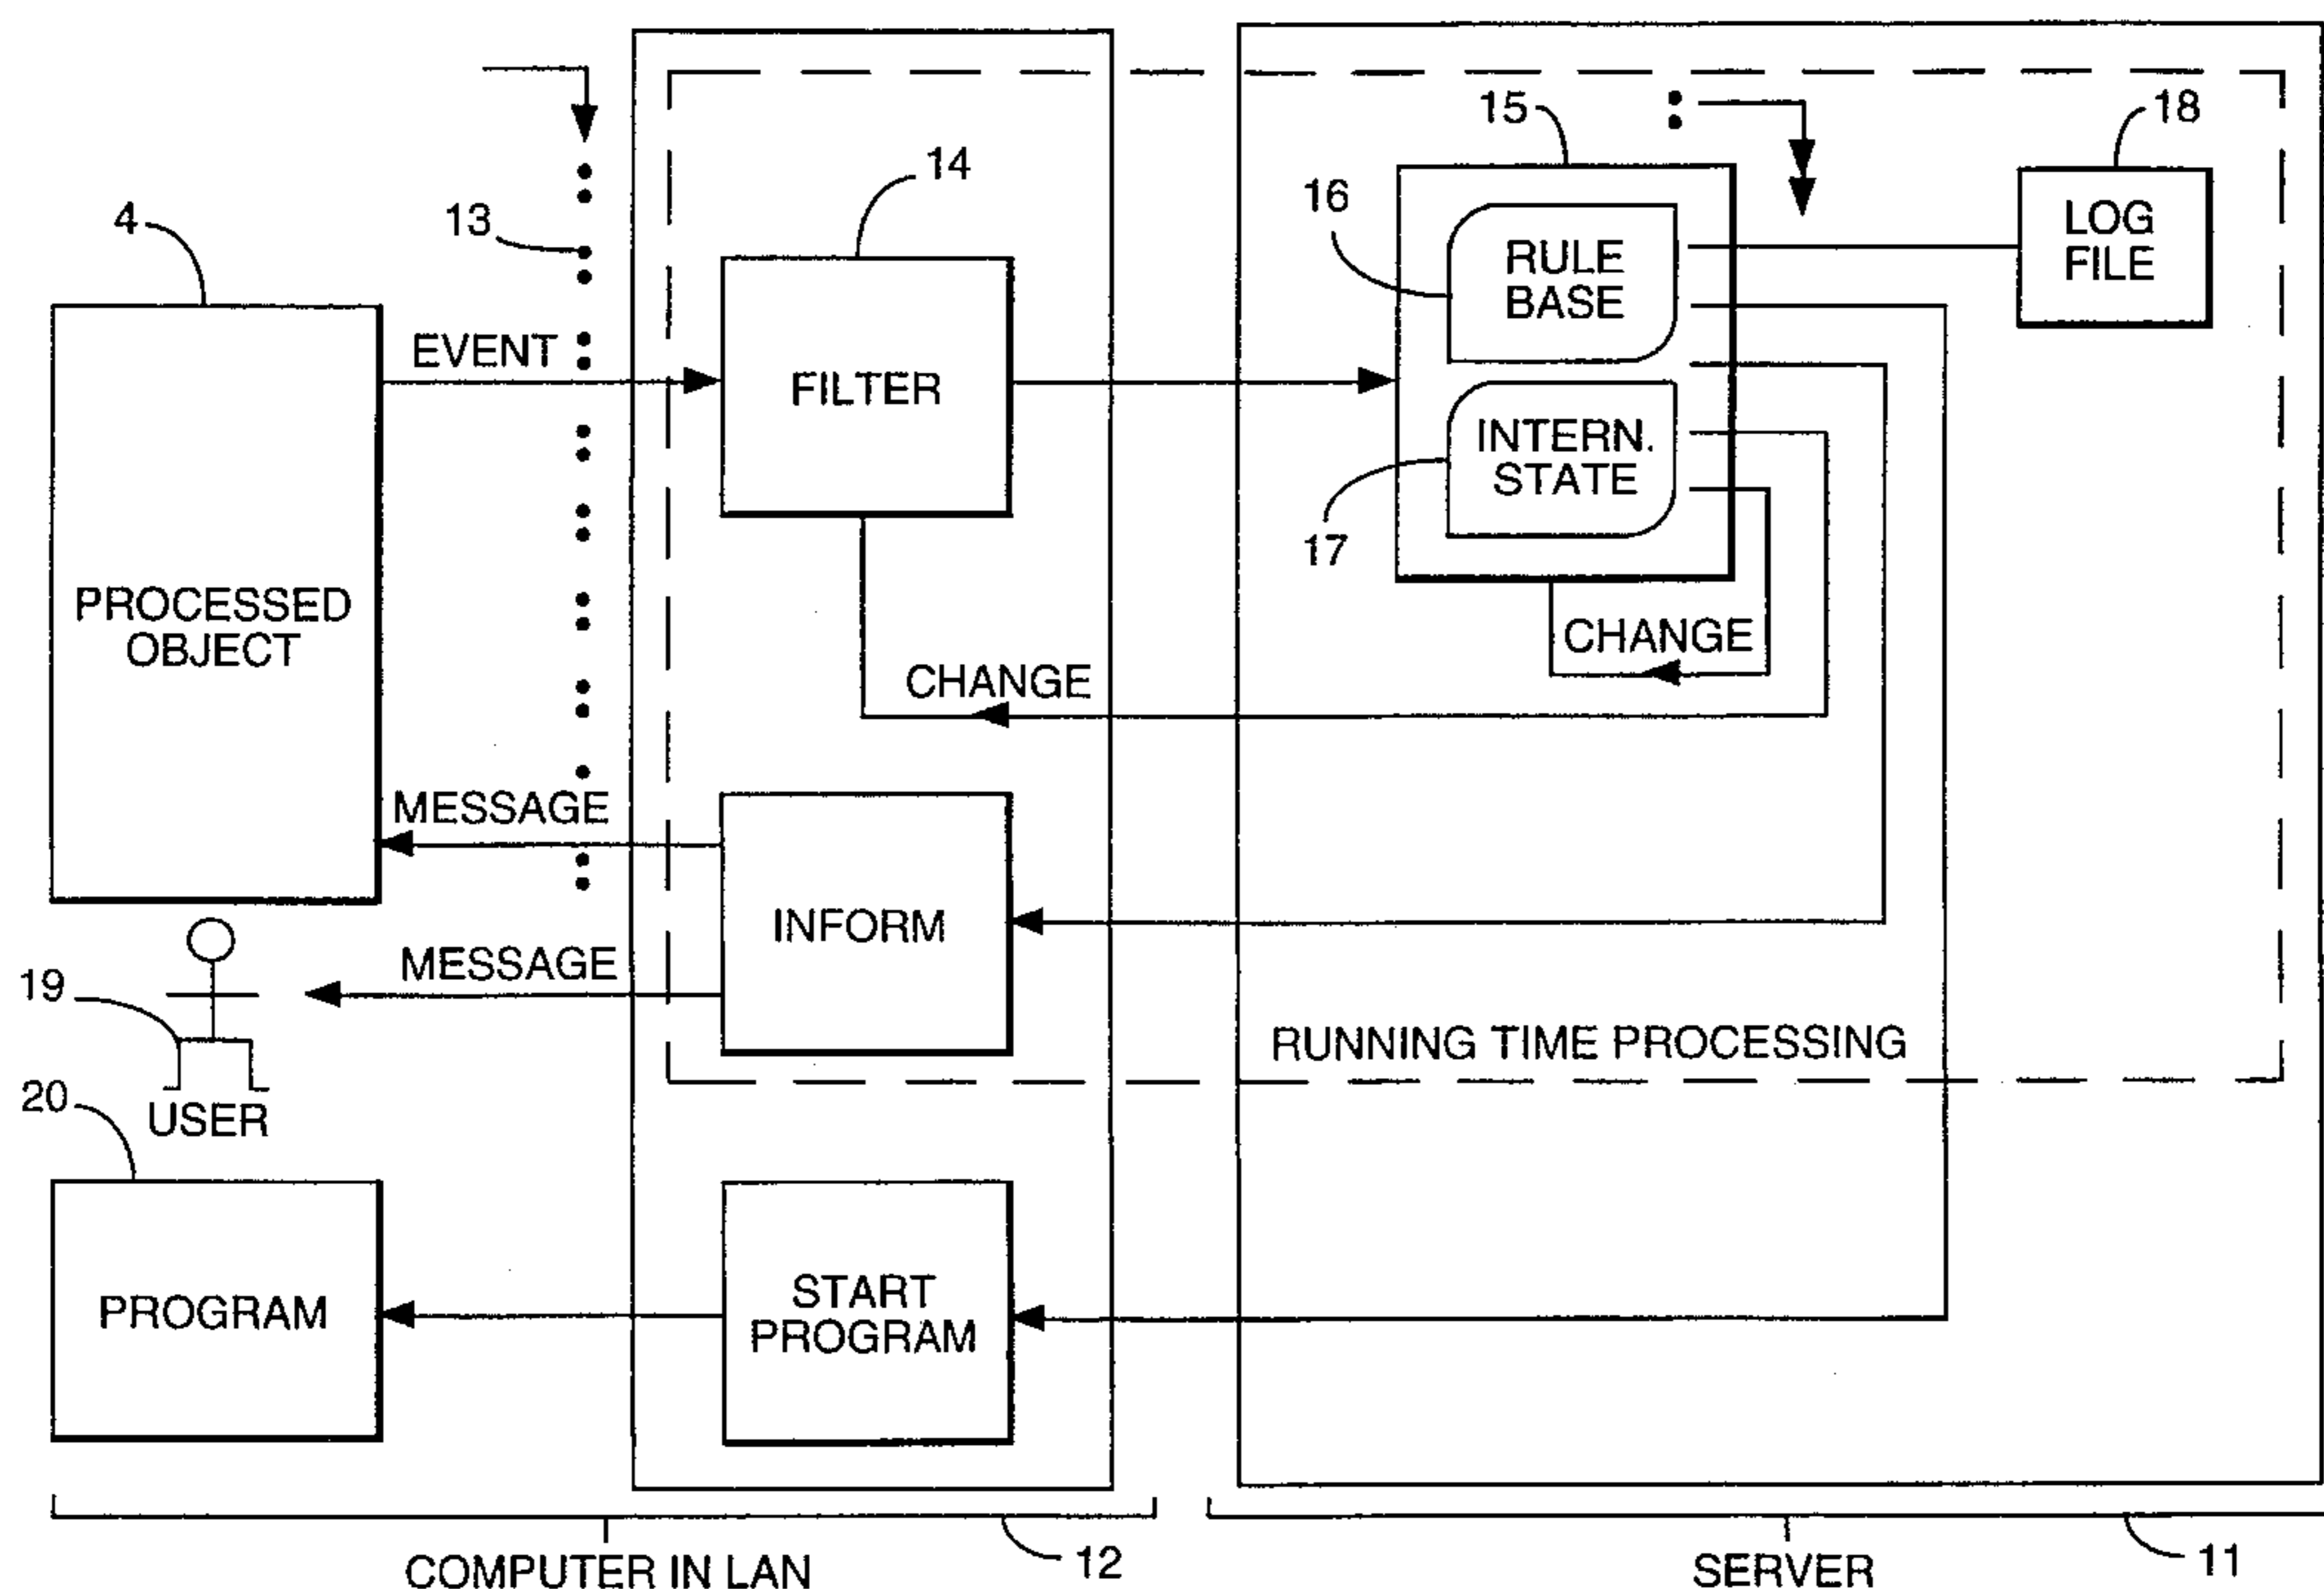 15
18
14
16
4
13
LOG
FILE
RULE
BASE
EVENT
FILTER
INTERN.
STATE
17
PROCESSED
OBJECT
CHANGE
CHANGE
MESSAGE
INFORM
MESSAGE
19
RUNNING TIME PROCESSING
20
USER
PROGRAM
START
PROGRAM
COMPUTER IN LAN
12
SERVER
11